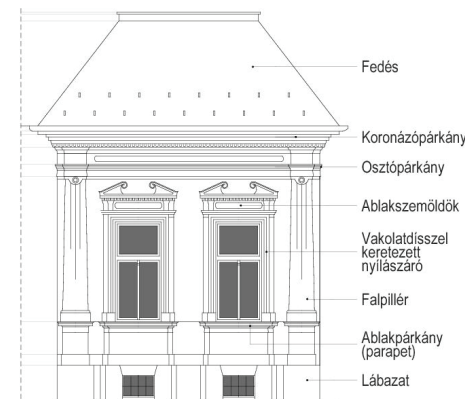 Fedés
Koronázópárkány
Osztópárkány
Ablakszemöldök
Vakolatdísszel
keretezett
nyílászáró
Falpillér
Ablakpárkány
(parapet)
Lábazat